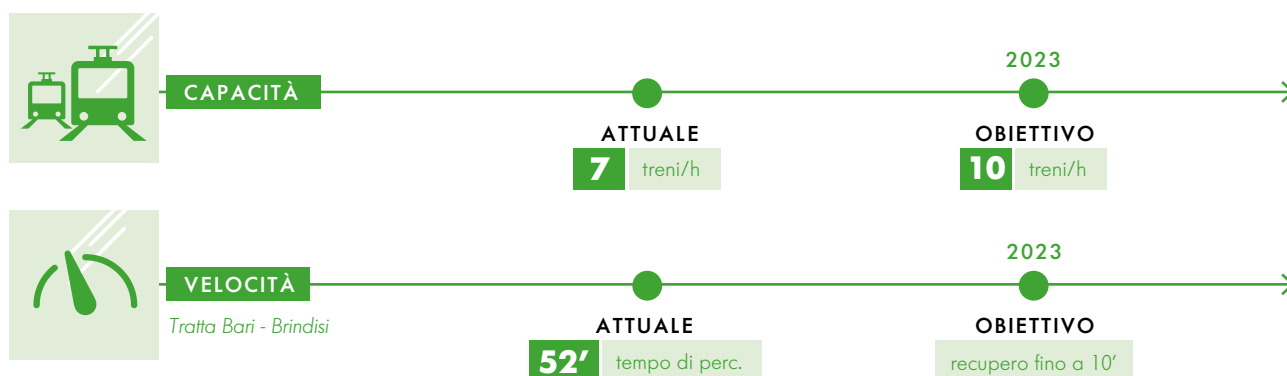 2023
CAPACITÀ
ATTUALE
OBIETTIVO
7 treni/h
10 treni/h
2023
VELOCITÀ
Tratta Bari - Brindisi
ATTUALE
OBIETTIVO
52' tempo di perc.
recupero fino a 10'